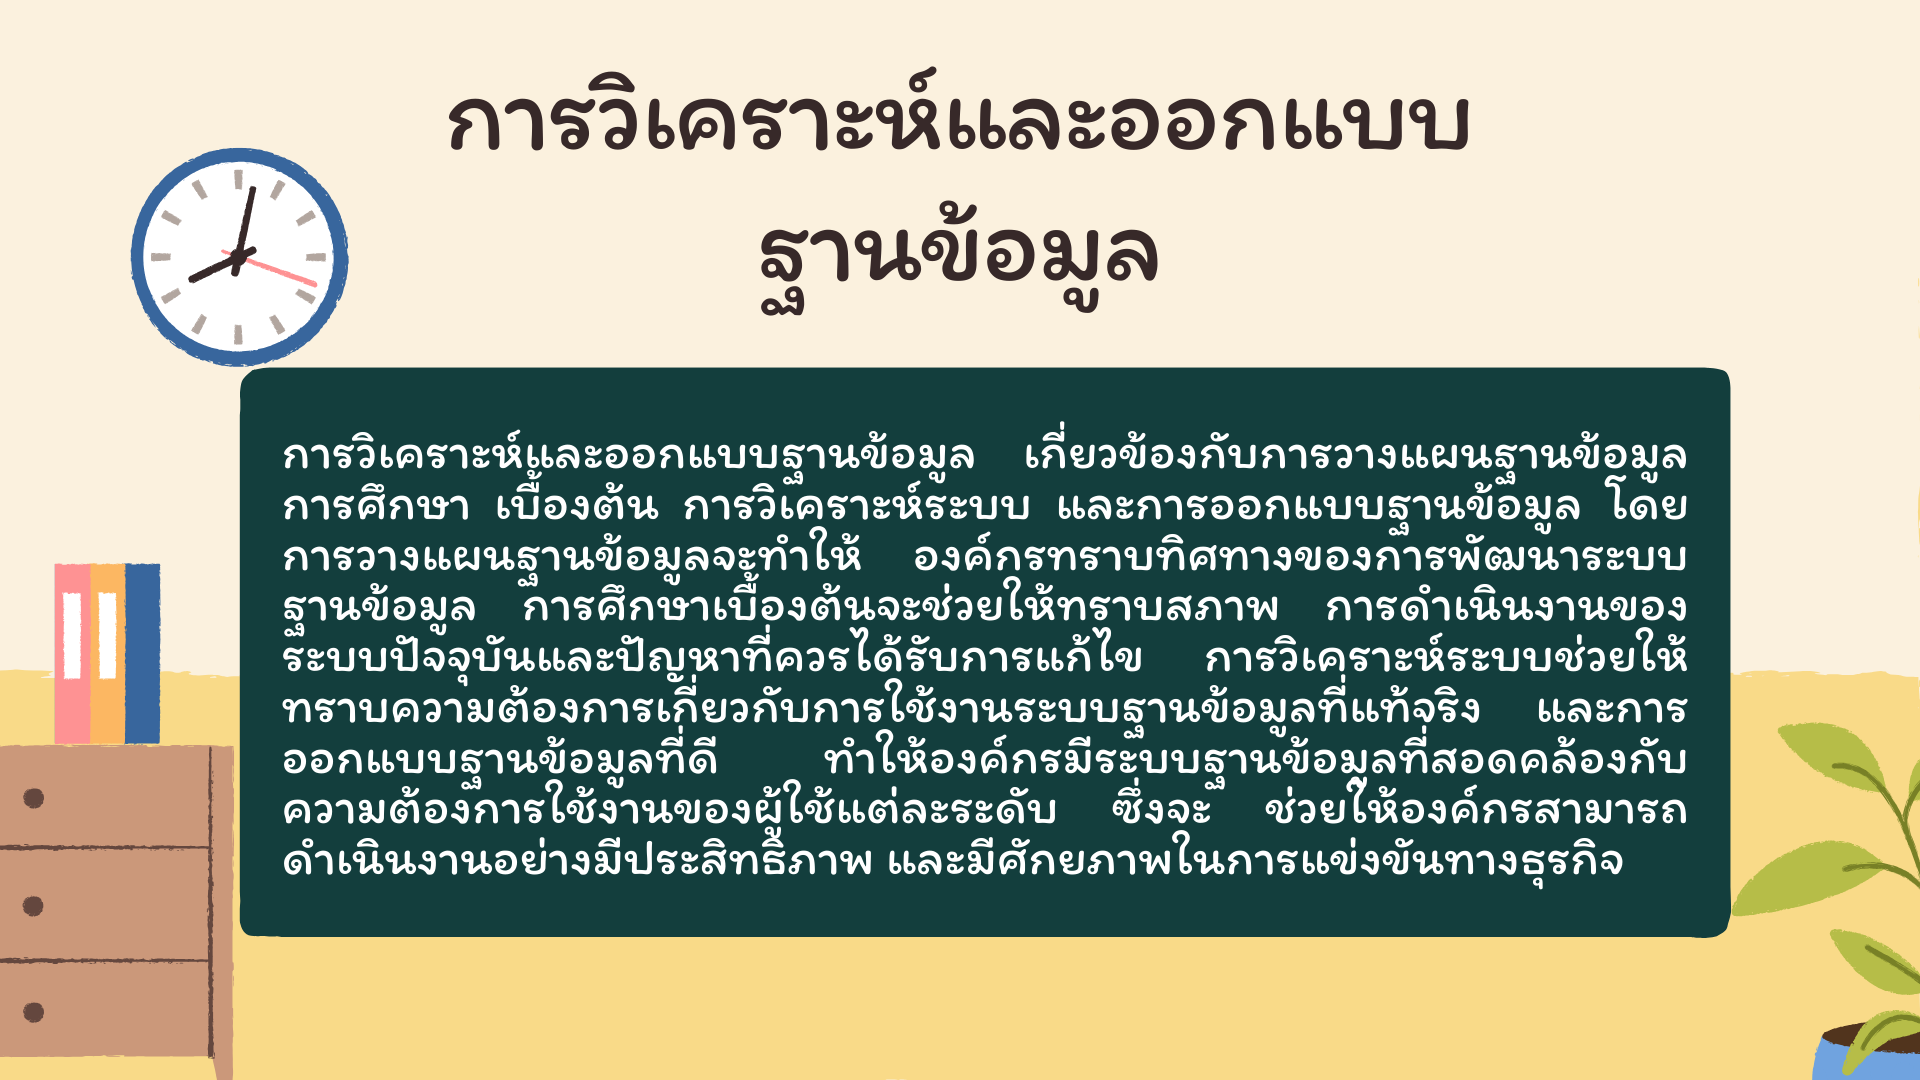 การวิเคราะห์และออกแบบ
ฐานข้อมูล
การวิเคราะห์และออกแบบฐานข้อมูล เกี่ยวข้องกับการวางแผนฐานข้อมูล
การศึกษา เบื้องต้น การวิเคราะห์ระบบ และการออกแบบฐานข้อมูล โดย
การวางแผนฐานข้อมูลจะทำให้ องค์กรทราบทิศทางของการพัฒนาระบบ
ฐานข้อมูล การศึกษาเบื้องต้นจะช่วยให้ทราบสภาพ การดำเนินงานของ
ระบบปัจจุบันและปัญหาที่ควรได้รับการแก้ไข การวิเคราะห์ระบบช่วยให้
ทราบความต้องการเกี่ยวกับการใช้งานระบบฐานข้อมูลที่แท้จริง และการ
ออกแบบฐานข้อมูลที่ดี ทำให้องค์กรมีระบบฐานข้อมูลที่สอดคล้องกับ
ความต้องการใช้งานของผู้ใช้แต่ละระดับ ซึ่งจะ ช่วยให้องค์กรสามารถ
ดำเนินงานอย่างมีประสิทธิภาพ และมีศักยภาพในการแข่งขันทางธุรกิจ